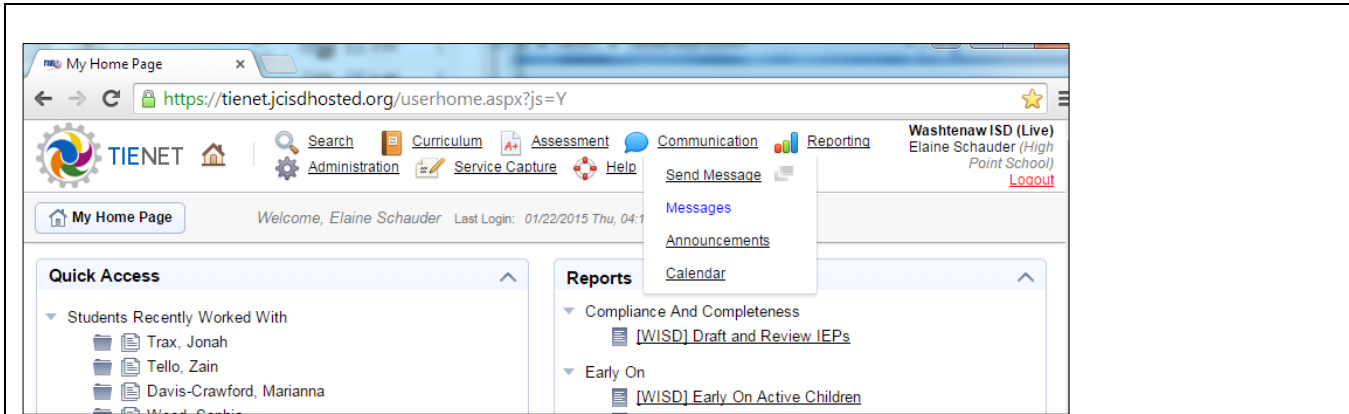 My Home Page
https://tienet.jcisdhosted.org/userhome.aspx?js=Y
TIENET
Search Curriculum A+ Assessment Communication Reporting
Administration Service Capture Help
Washtenaw ISD (Live)
Elaine Schauder (High
Point School)
Logout
Send Message
Messages
Announcements
Calendar
My Home Page Welcome, Elaine Schauder Last Login: 01/22/2015 Thu, 04:1
Quick Access
Students Recently Worked With
Trax, Jonah
Tello, Zain
Davis-Crawford, Marianna
Reports
Compliance And Completeness
[WISD] Draft and Review IEPs
Early On
[WISD] Early On Active Children